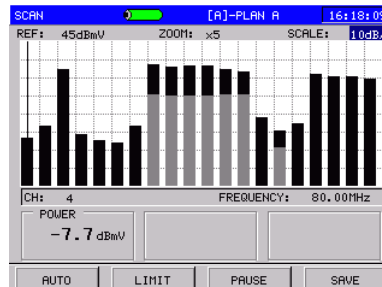 SCAN [A]-PLAN A 16:18:09
REF: 45dBmV ZOOM: x5 SCALE: 10dB/
CH: 4 FREQUENCY: 80.00MHz
POWER
-7.7 dBmV
AUTO LIMIT PAUSE SAVE